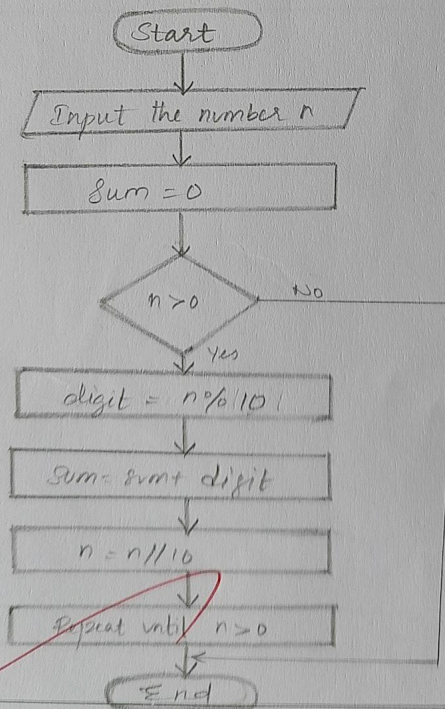 Start
Input the number n
Sum = 0
n > 0
No
Yes
digit = n%10
Sum = sum + digit
n = n//10
Repeat until n > 0
End